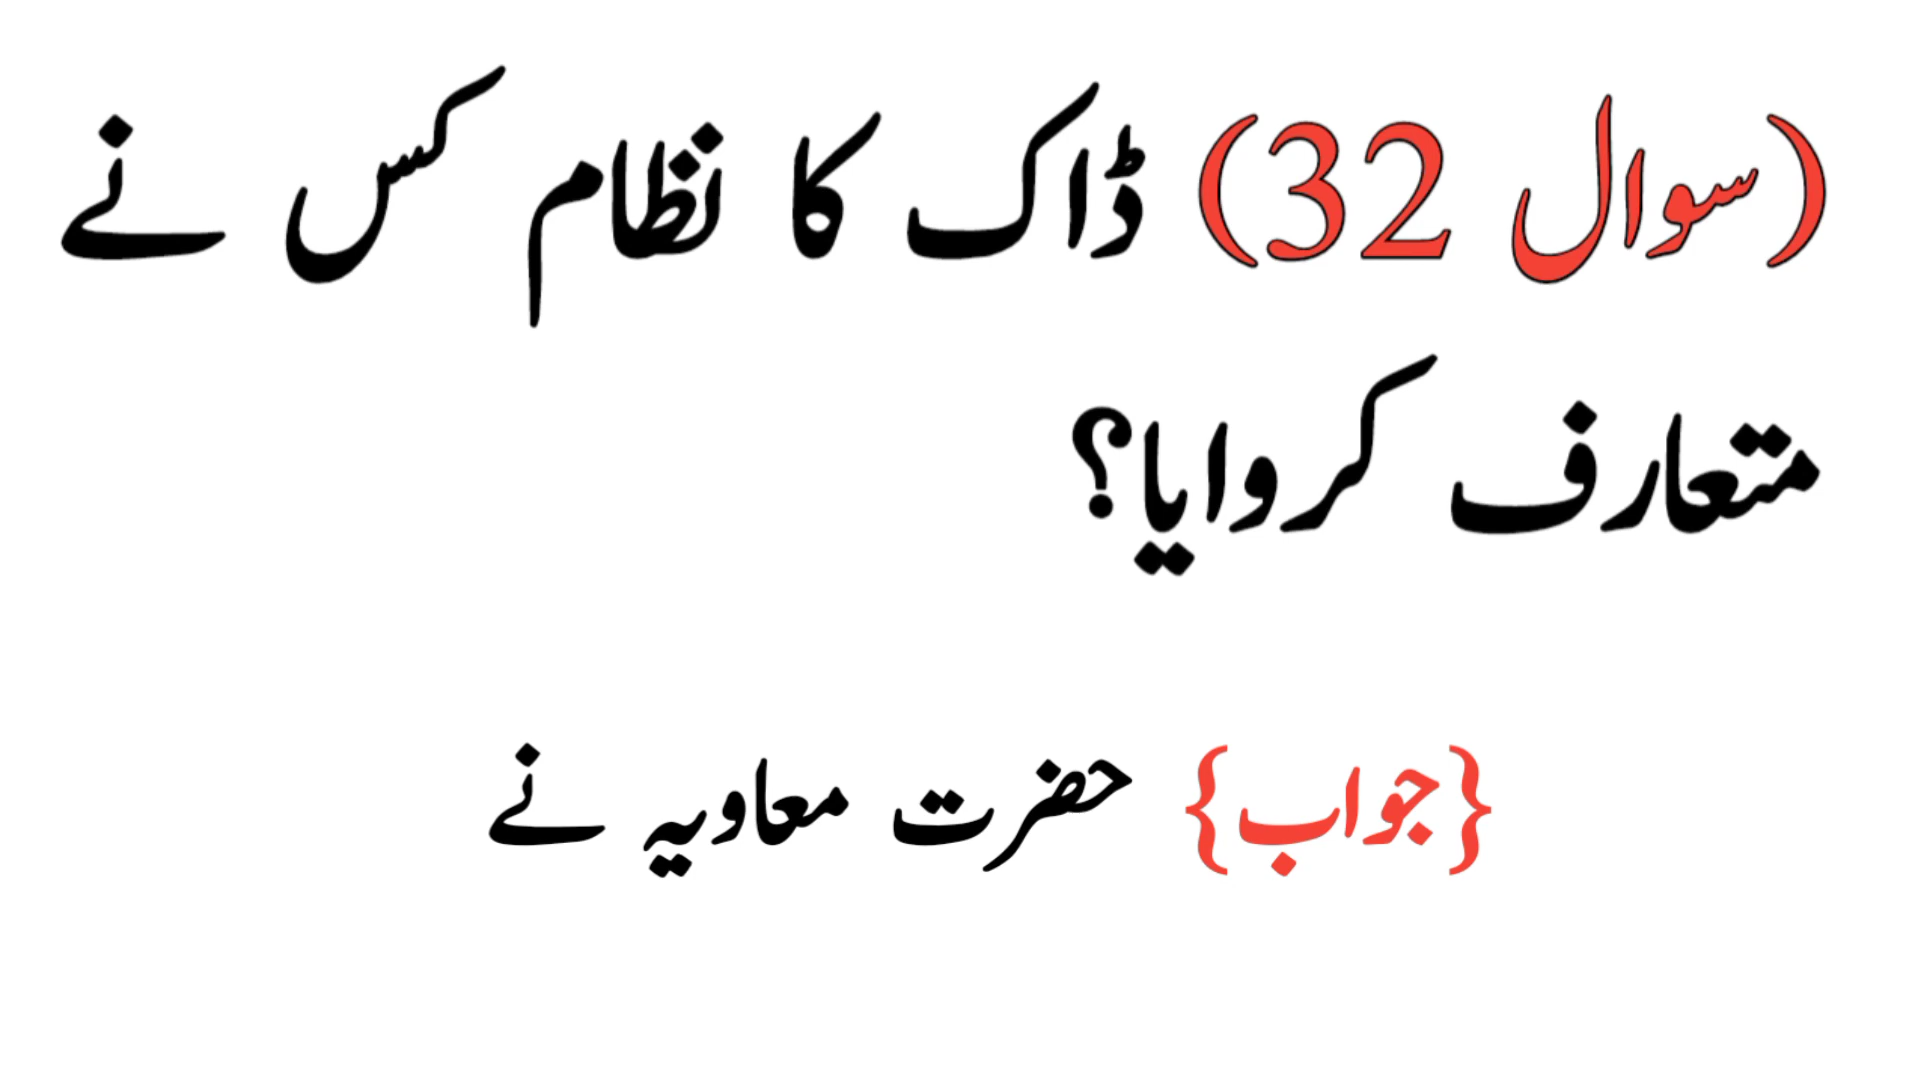 (سوال 32) ڈاک کا نظام کس نے
متعارف کروایا؟
{جواب} حضرت معاویہ نے